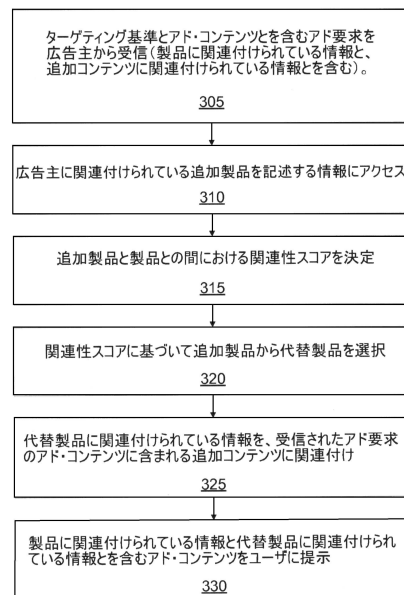 ターゲティング基準とアド・コンテンツとを含むアド要求を
広告主から受信(製品に関連付けられている情報と、
追加コンテンツに関連付けられている情報とを含む)。
305
広告主に関連付けられている追加製品を記述する情報にアクセス
310
追加製品と製品との間における関連性スコアを決定
315
関連性スコアに基づいて追加製品から代替製品を選択
320
代替製品に関連付けられている情報を、受信されたアド要求
のアド・コンテンツに含まれる追加コンテンツに関連付け
325
製品に関連付けられている情報と代替製品に関連付けられ
ている情報とを含むアド・コンテンツをユーザに提示
330